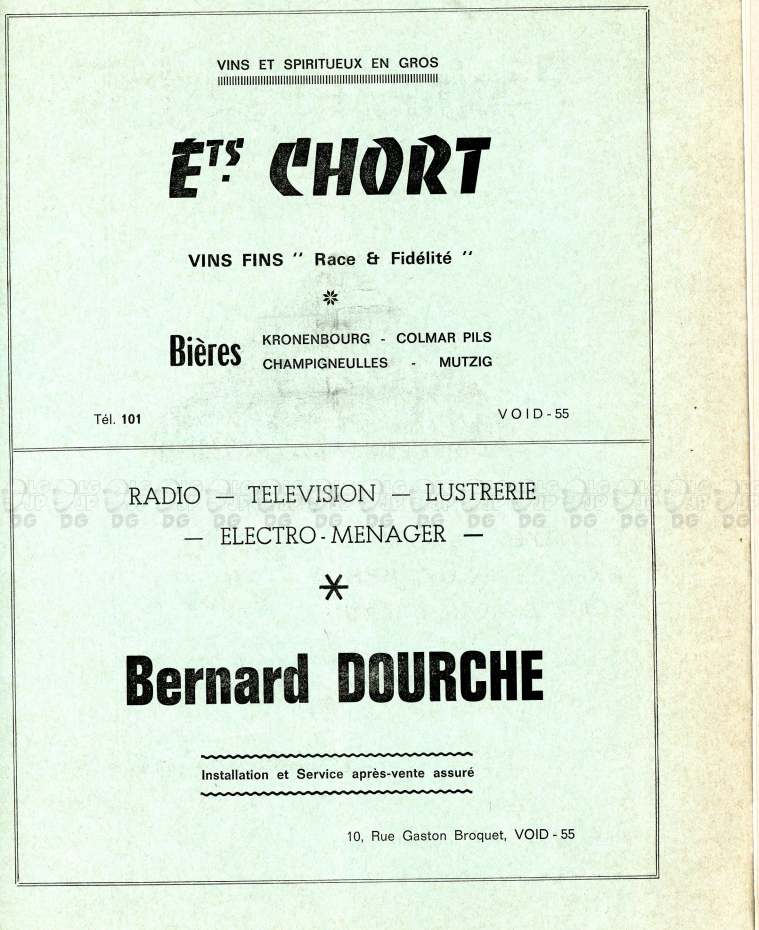 VINS ET SPIRITUEUX EN GROS
ÉTS. CHORT
VINS FINS '' Race & Fidélité ''
Bières
KRONENBOURG - COLMAR PILS
CHAMPIGNEULLES - MUTZIG
Tél. 101
VOID - 55
RADIO — TELEVISION — LUSTRERIE
— ELECTRO-MENAGER —
Bernard DOURCHE
Installation et Service après-vente assuré
10, Rue Gaston Broquet, VOID - 55